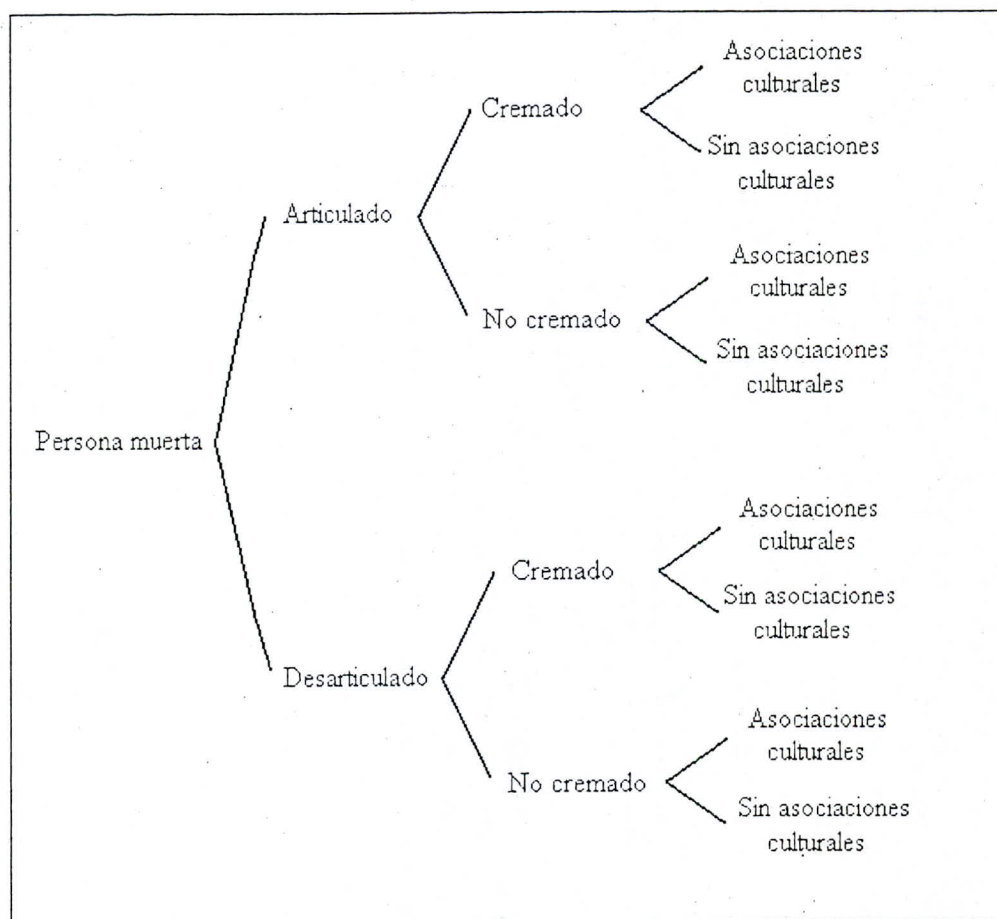 Asociaciones
culturales
Cremado
Sin asociaciones
culturales
Articulado
Asociaciones
culturales
No cremado
Sin asociaciones
culturales
Persona muerta
Asociaciones
culturales
Cremado
Sin asociaciones
culturales
Desarticulado
Asociaciones
culturales
No cremado
Sin asociaciones
culturales